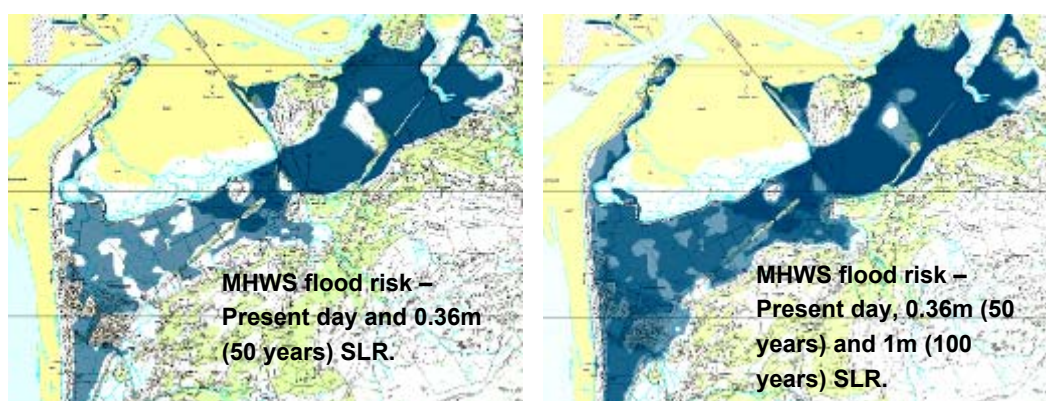 MHWS flood risk –
Present day and 0.36m
(50 years) SLR.
MHWS flood risk –
Present day, 0.36m (50
years) and 1m (100
years) SLR.